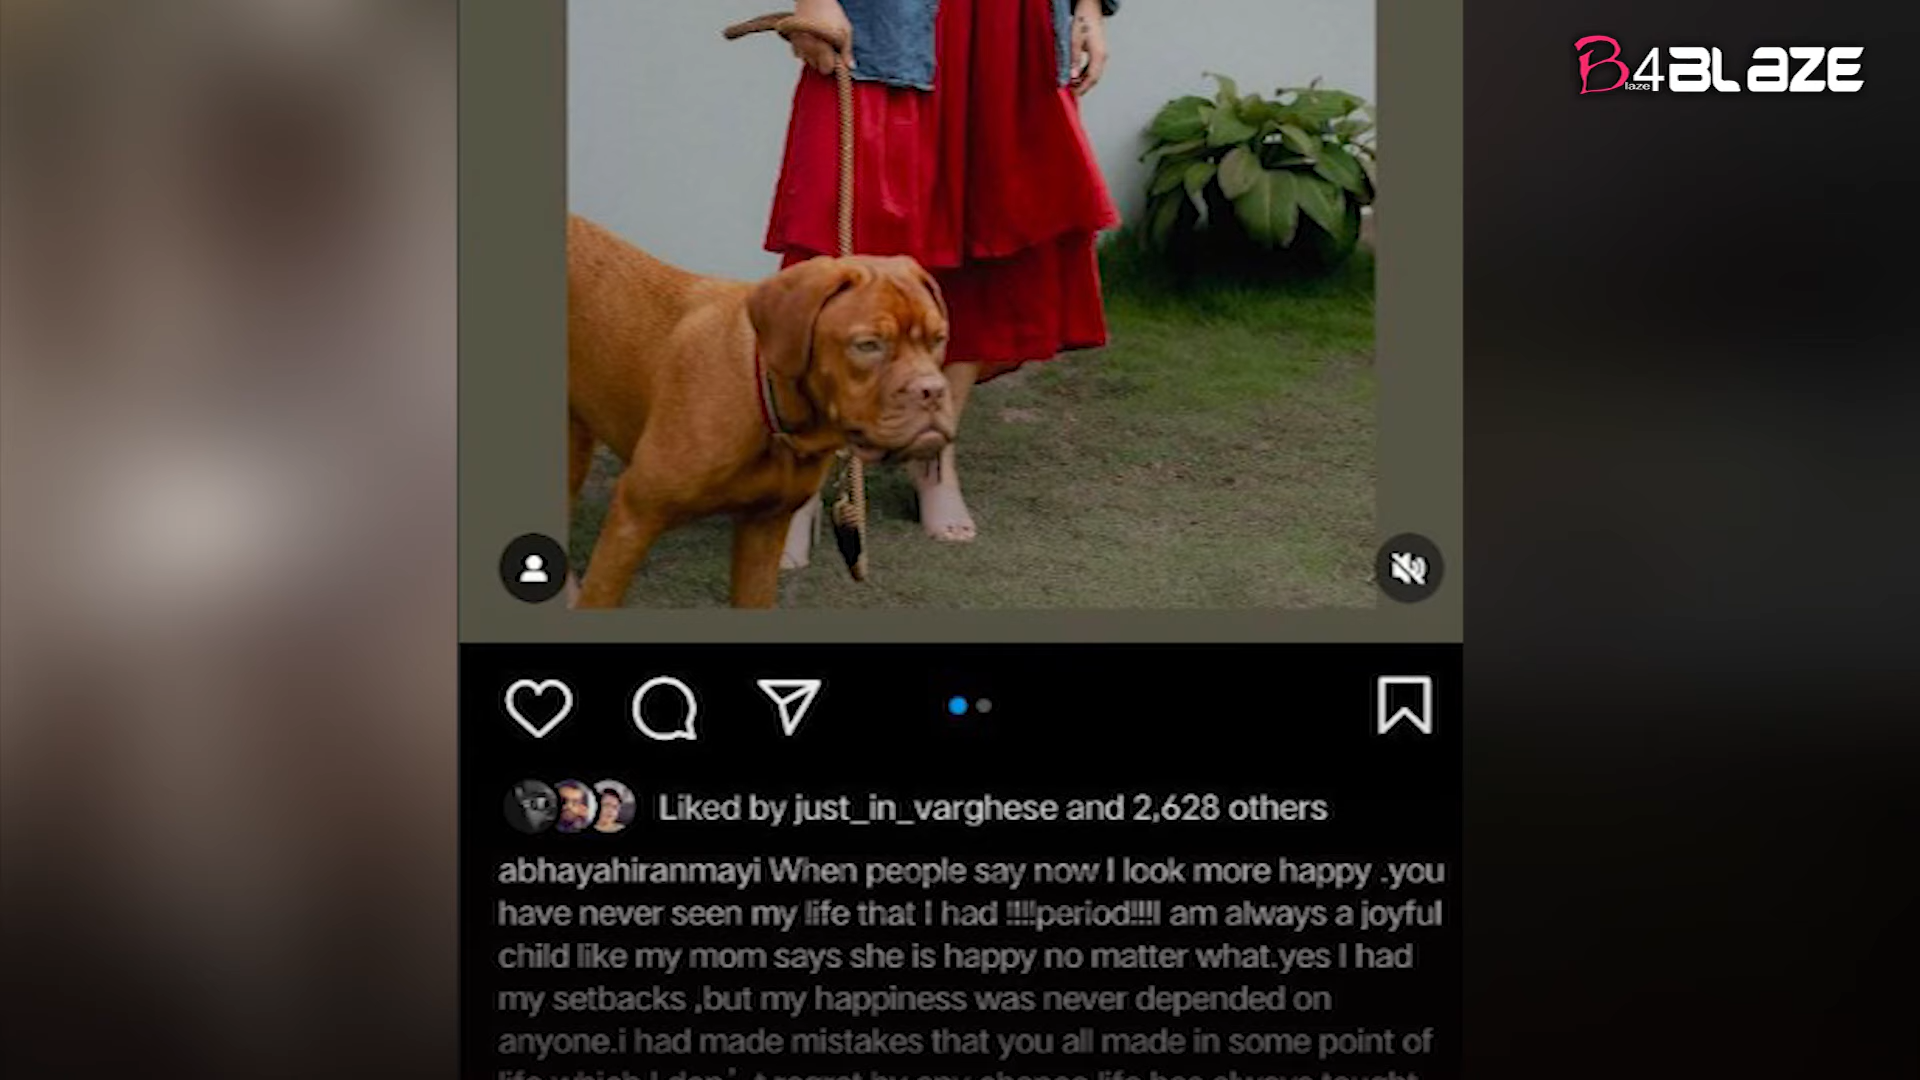 B4BLAZE
laze
Liked by just_in_varghese and 2,628 others
abhayahiranmayi When people say now I look more happy .you
have never seen my life that I had !!!!period!!!!I am always a joyful
child like my mom says she is happy no matter what.yes I had
my setbacks ,but my happiness was never depended on
anyone.i had made mistakes that you all made in some point of